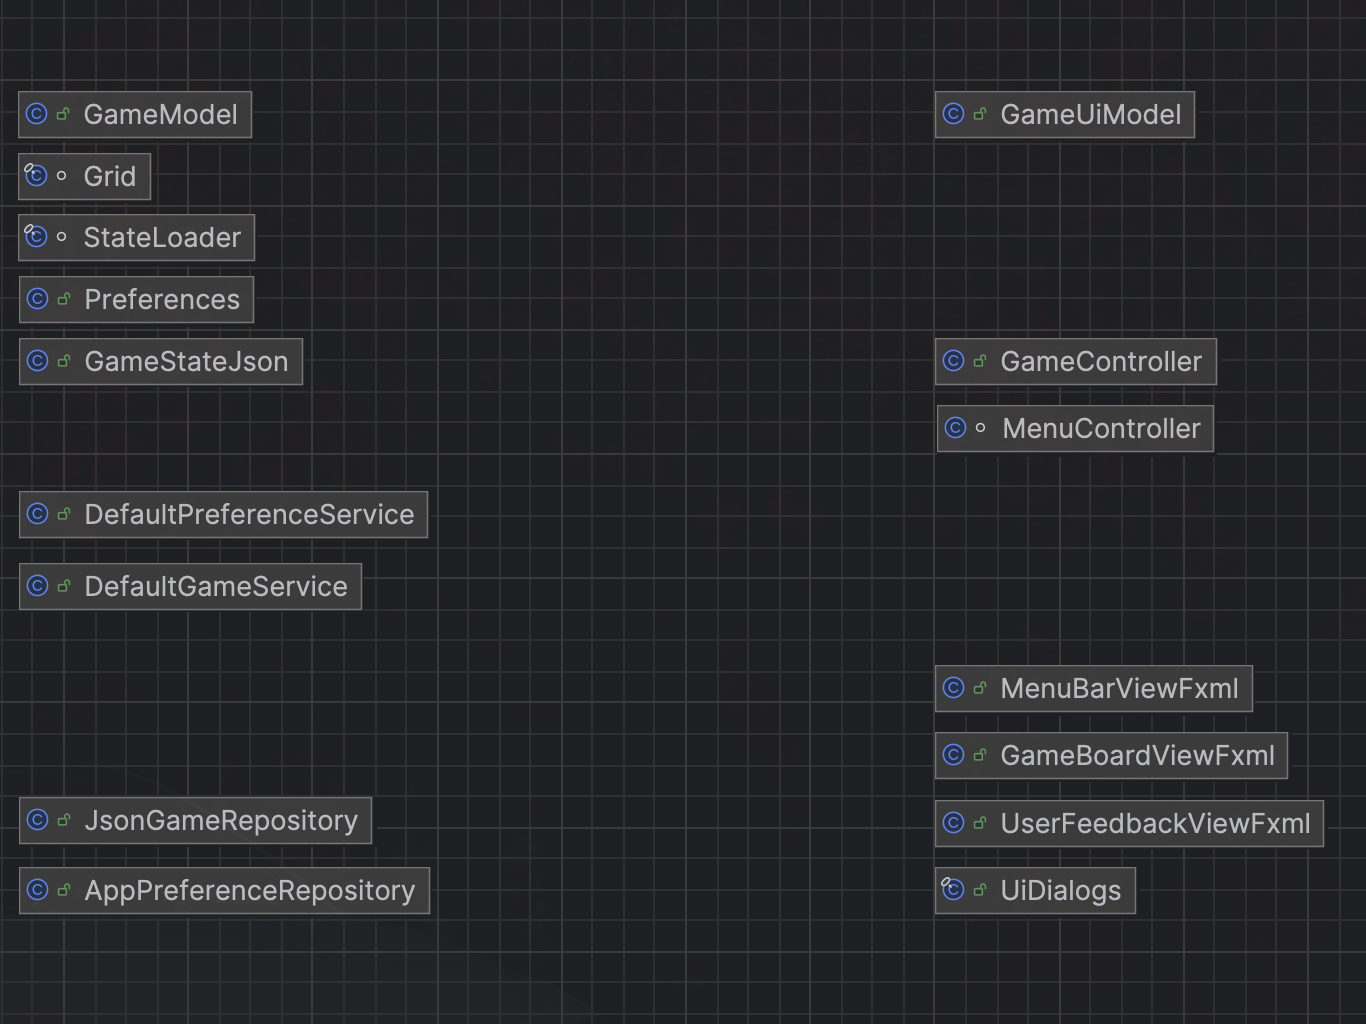 GameModel
Grid
StateLoader
Preferences
GameStateJson
DefaultPreferenceService
DefaultGameService
JsonGameRepository
AppPreferenceRepository
GameUiModel
GameController
MenuController
MenuBarViewFxml
GameBoardViewFxml
UserFeedbackViewFxml
UiDialogs